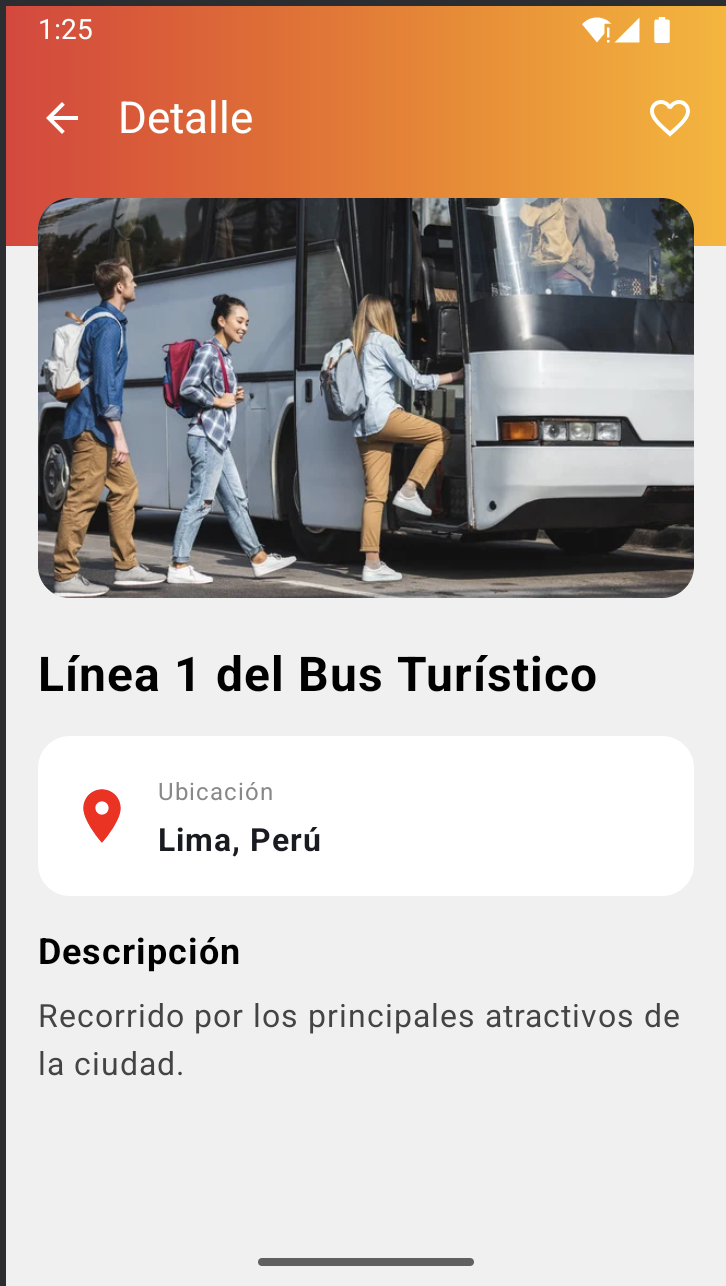 1:25
Detalle
Línea 1 del Bus Turístico
Ubicación
Lima, Perú
Descripción
Recorrido por los principales atractivos de
la ciudad.